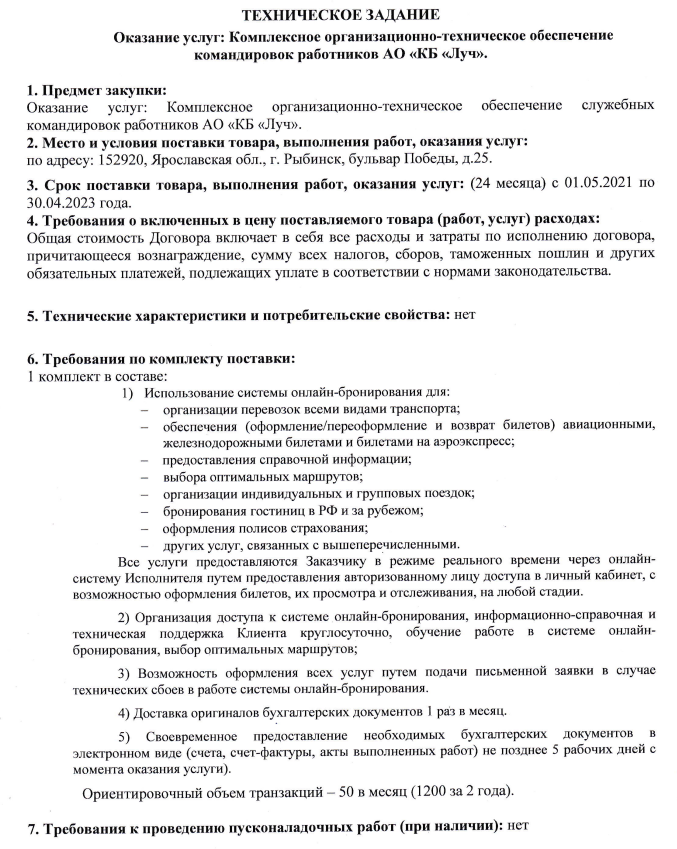 ТЕХНИЧЕСКОЕ ЗАДАНИЕ
Оказание услуг: Комплексное организационно-техническое обеспечение
командировок работников АО «КБ «Луч».
1. Предмет закупки:
Оказание услуг: Комплексное организационно-техническое обеспечение служебных
командировок работников АО «КБ «Луч».
2. Место и условия поставки товара, выполнения работ, оказания услуг:
по адресу: 152920, Ярославская обл., г. Рыбинск, бульвар Победы, д.25.
3. Срок поставки товара, выполнения работ, оказания услуг: (24 месяца) с 01.05.2021 по
30.04.2023 года.
4. Требования о включенных в цену поставляемого товара (работ, услуг) расходах:
Общая стоимость Договора включает в себя все расходы и затраты по исполнению договора,
причитающееся вознаграждение, сумму всех налогов, сборов, таможенных пошлин и других
обязательных платежей, подлежащих уплате в соответствии с нормами законодательства.
5. Технические характеристики и потребительские свойства: нет
6. Требования по комплекту поставки:
1 комплект в составе:
1) Использование системы онлайн-бронирования для:
– организации перевозок всеми видами транспорта;
– обеспечения (оформление/переоформление и возврат билетов) авиационными,
железнодорожными билетами и билетами на аэроэкспресс;
– предоставления справочной информации;
– выбора оптимальных маршрутов;
– организации индивидуальных и групповых поездок;
– бронирования гостиниц в РФ и за рубежом;
– оформления полисов страхования;
– других услуг, связанных с вышеперечисленными.
Все услуги предоставляются Заказчику в режиме реального времени через онлайн-
систему Исполнителя путем предоставления авторизованному лицу доступа в личный кабинет, с
возможностью оформления билетов, их просмотра и отслеживания, на любой стадии.
2) Организация доступа к системе онлайн-бронирования, информационно-справочная и
техническая поддержка Клиента круглосуточно, обучение работе в системе онлайн-
бронирования, выбор оптимальных маршрутов;
3) Возможность оформления всех услуг путем подачи письменной заявки в случае
технических сбоев в работе системы онлайн-бронирования.
4) Доставка оригиналов бухгалтерских документов 1 раз в месяц.
5) Своевременное предоставление необходимых бухгалтерских документов в
электронном виде (счета, счет-фактуры, акты выполненных работ) не позднее 5 рабочих дней с
момента оказания услуги).
Ориентировочный объем транзакций – 50 в месяц (1200 за 2 года).
7. Требования к проведению пусконаладочных работ (при наличии): нет